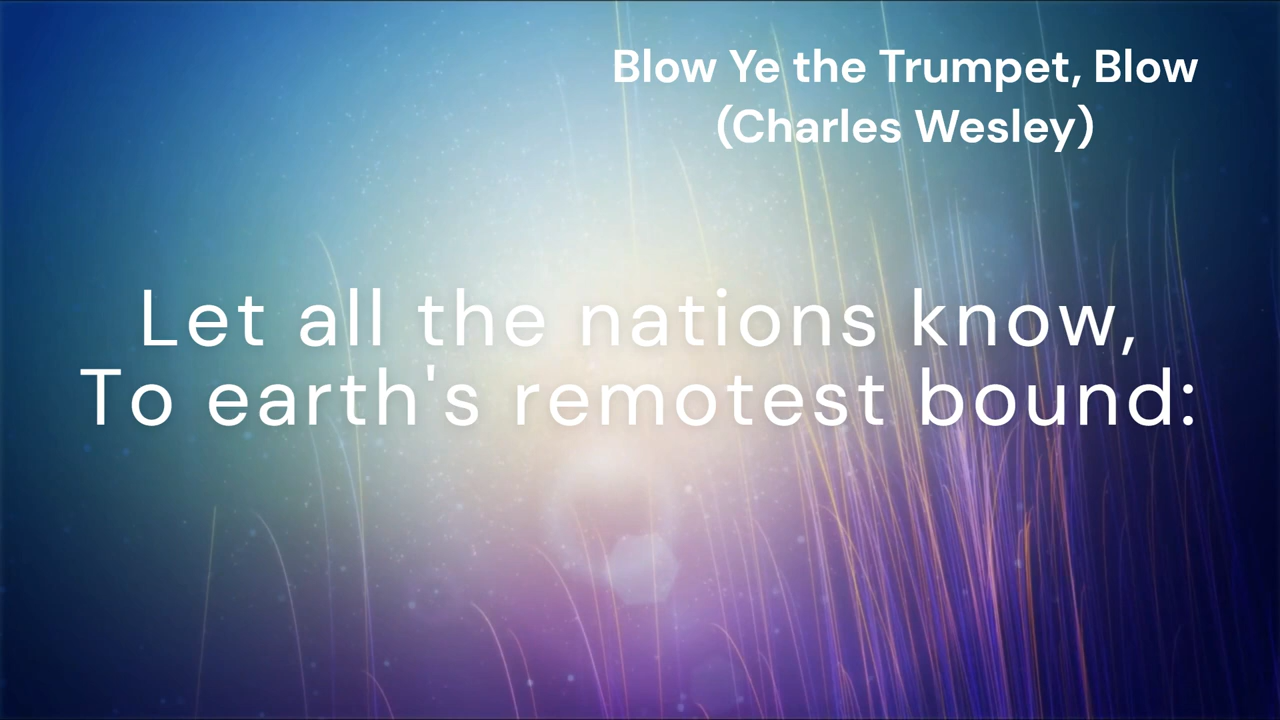 Blow Ye the Trumpet, Blow
(Charles Wesley)
Let all the nations know,
To earth's remotest bound: